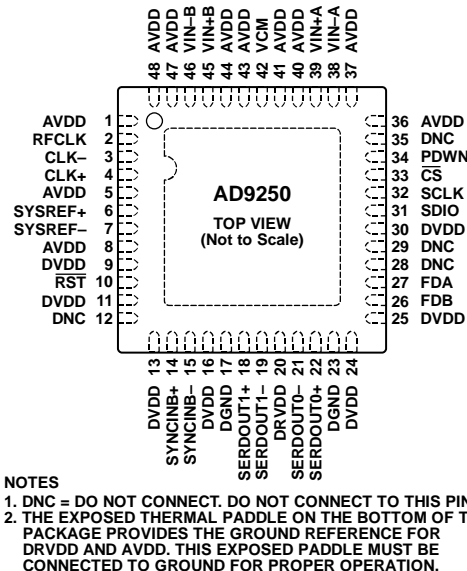 48 AVDD
47 AVDD
46 VIN–B
45 VIN+B
44 AVDD
43 AVDD
42 VCM
41 AVDD
40 AVDD
39 VIN+A
38 VIN–A
37 AVDD
AVDD 1
RFCLK 2
CLK– 3
CLK+ 4
AVDD 5
SYSREF+ 6
SYSREF– 7
AVDD 8
DVDD 9
RST 10
DVDD 11
DNC 12
AD9250
TOP VIEW
(Not to Scale)
36 AVDD
35 DNC
34 PDWN
33 CS
32 SCLK
31 SDIO
30 DVDD
29 DNC
28 DNC
27 FDA
26 FDB
25 DVDD
DVDD 13
SYNCINB+ 14
SYNCINB– 15
DVDD 16
DGND 17
SERDOUT1+ 18
SERDOUT1– 19
DRVDD 20
SERDOUT0– 21
SERDOUT0+ 22
DGND 23
DVDD 24
NOTES
1. DNC = DO NOT CONNECT. DO NOT CONNECT TO THIS PIN
2. THE EXPOSED THERMAL PADDLE ON THE BOTTOM OF T
PACKAGE PROVIDES THE GROUND REFERENCE FOR
DRVDD AND AVDD. THIS EXPOSED PADDLE MUST BE
CONNECTED TO GROUND FOR PROPER OPERATION.